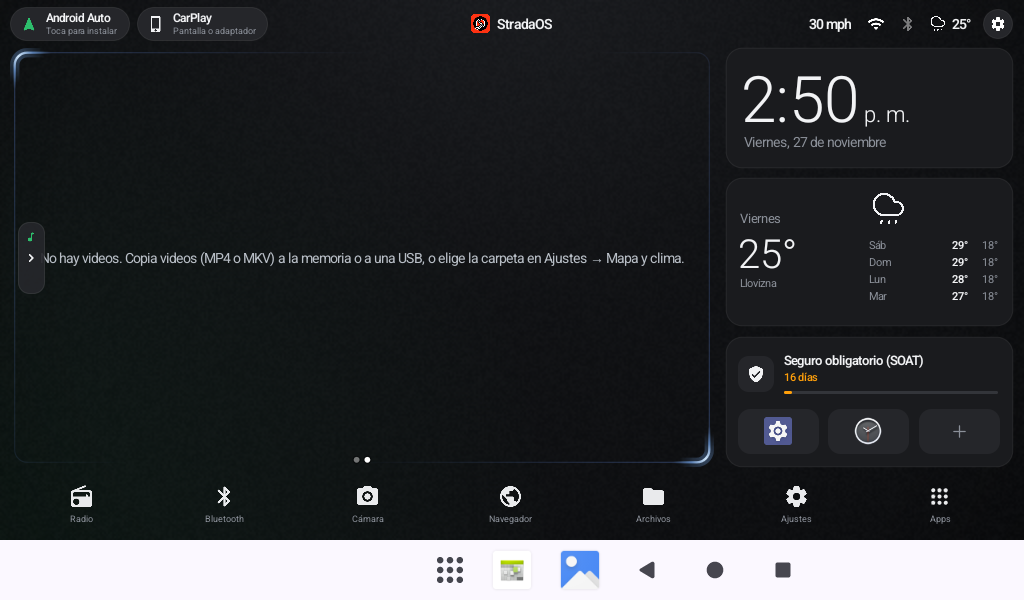 Android Auto
Toca para instalar
CarPlay
Pantalla o adaptador
StradaOS
30 mph
25°
2:50 p. m.
Viernes, 27 de noviembre
No hay videos. Copia videos (MP4 o MKV) a la memoria o a una USB, o elige la carpeta en Ajustes → Mapa y clima.
Viernes
25°
Llovizna
Sáb 29° 18°
Dom 29° 18°
Lun 28° 18°
Mar 27° 18°
Seguro obligatorio (SOAT)
16 días
Radio
Bluetooth
Cámara
Navegador
Archivos
Ajustes
Apps